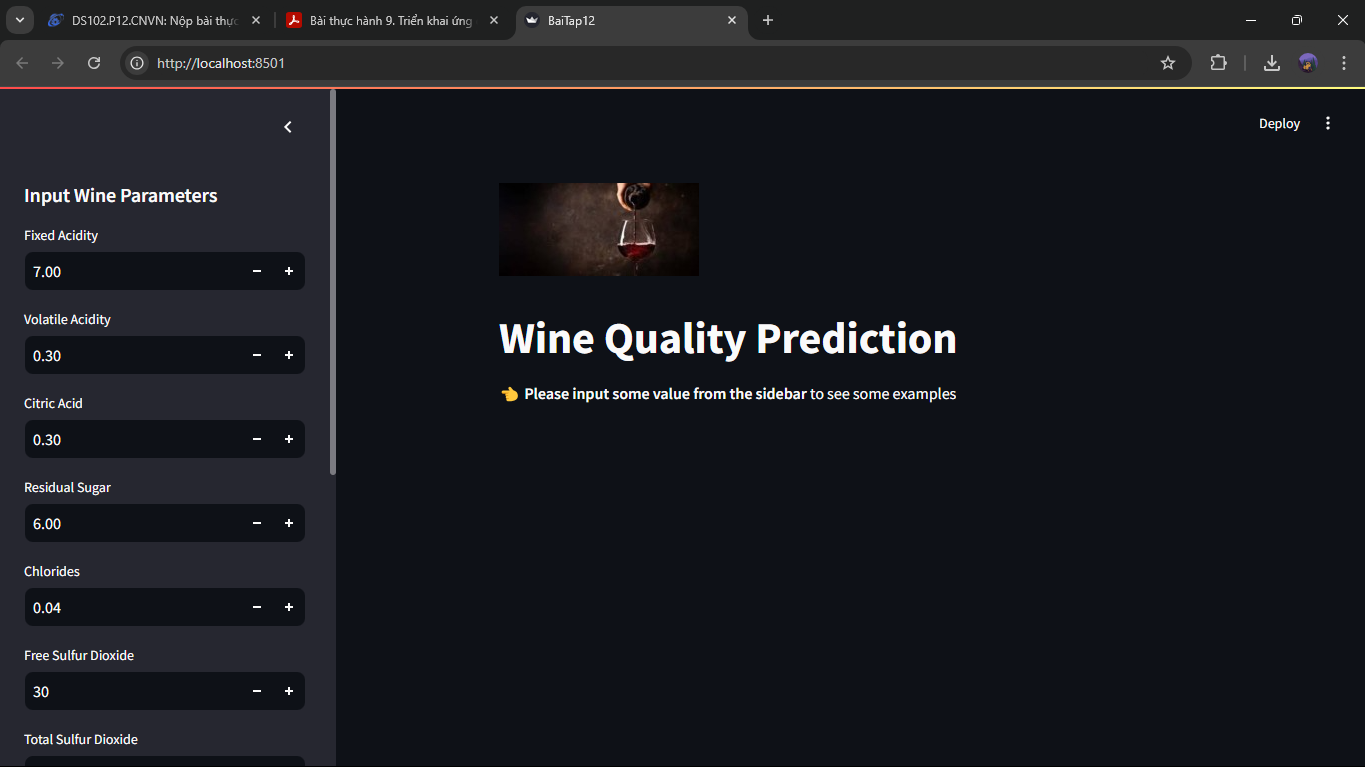 DS102.P12.CNVN: Nộp bài thực
Bài thực hành 9. Triển khai ứng
BaiTap12
http://localhost:8501
Deploy
Input Wine Parameters
Fixed Acidity
7.00
Volatile Acidity
0.30
Citric Acid
0.30
Residual Sugar
6.00
Chlorides
0.04
Free Sulfur Dioxide
30
Total Sulfur Dioxide
Wine Quality Prediction
👈 Please input some value from the sidebar to see some examples